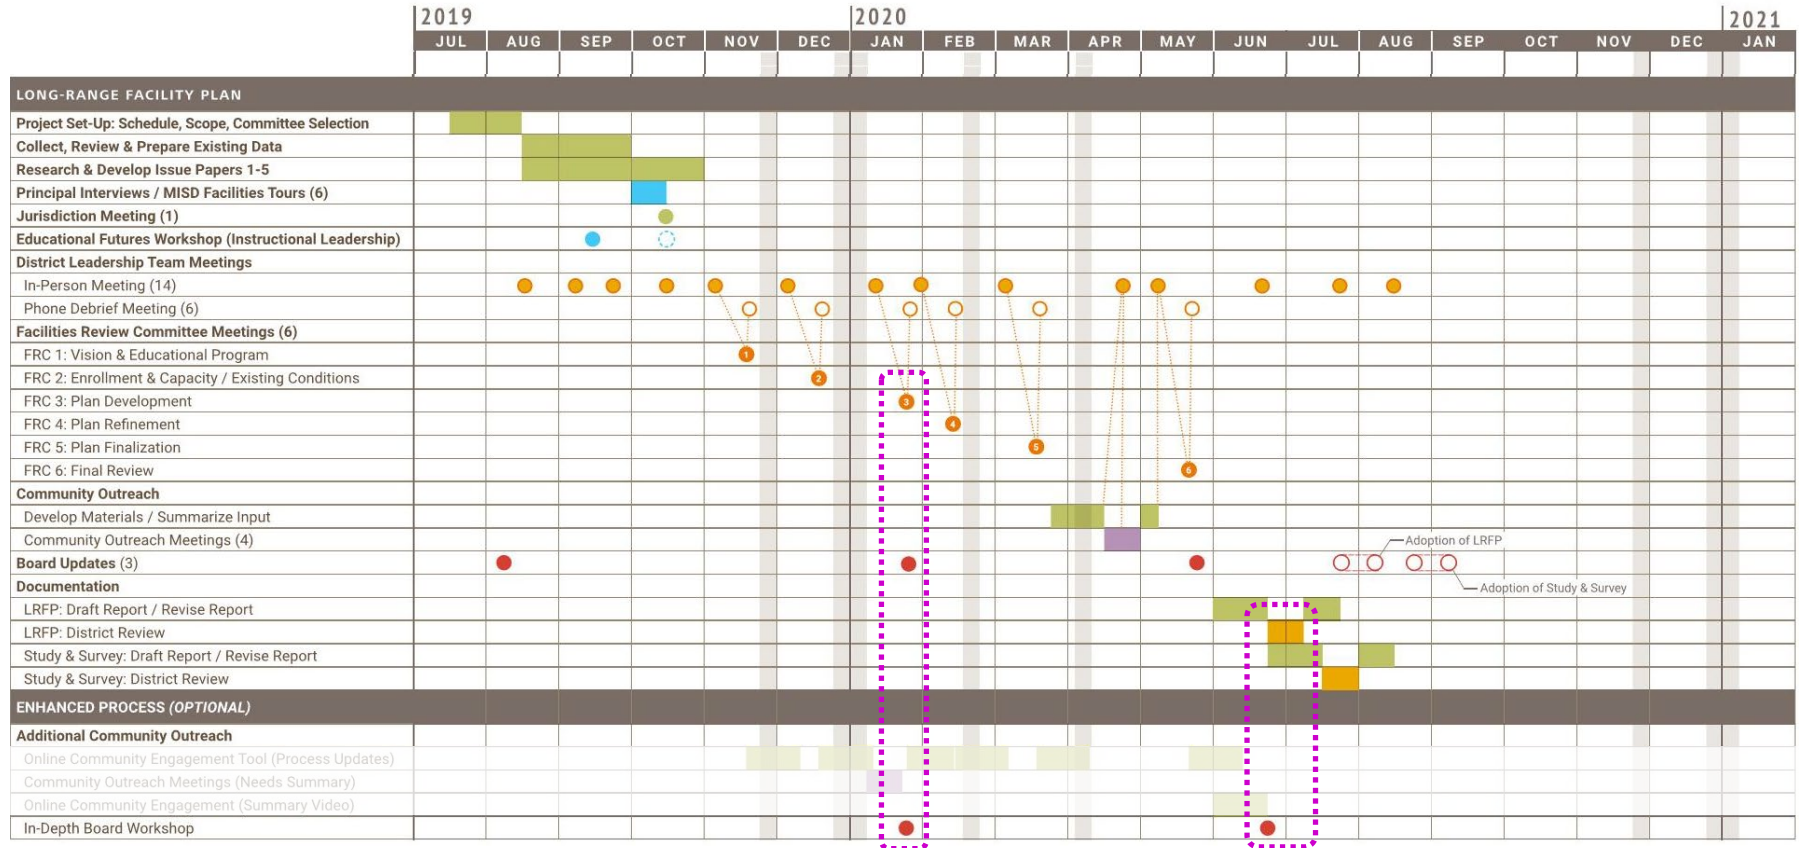 2019 2020 2021
JUL AUG SEP OCT NOV DEC JAN FEB MAR APR MAY JUN JUL AUG SEP OCT NOV DEC JAN
LONG-RANGE FACILITY PLAN
Project Set-Up: Schedule, Scope, Committee Selection
Collect, Review & Prepare Existing Data
Research & Develop Issue Papers 1-5
Principal Interviews / MISD Facilities Tours (6)
Jurisdiction Meeting (1)
Educational Futures Workshop (Instructional Leadership)
District Leadership Team Meetings
In-Person Meeting (14)
Phone Debrief Meeting (6)
Facilities Review Committee Meetings (6)
FRC 1: Vision & Educational Program 1
FRC 2: Enrollment & Capacity / Existing Conditions 2
FRC 3: Plan Development 3
FRC 4: Plan Refinement 4
FRC 5: Plan Finalization 5
FRC 6: Final Review 6
Community Outreach
Develop Materials / Summarize Input
Community Outreach Meetings (4) Adoption of LRFP
Board Updates (3)
Documentation Adoption of Study & Survey
LRFP: Draft Report / Revise Report
LRFP: District Review
Study & Survey: Draft Report / Revise Report
Study & Survey: District Review
ENHANCED PROCESS (OPTIONAL)
Additional Community Outreach
Online Community Engagement Tool (Process Updates)
Community Outreach Meetings (Needs Summary)
Online Community Engagement (Summary Video)
In-Depth Board Workshop